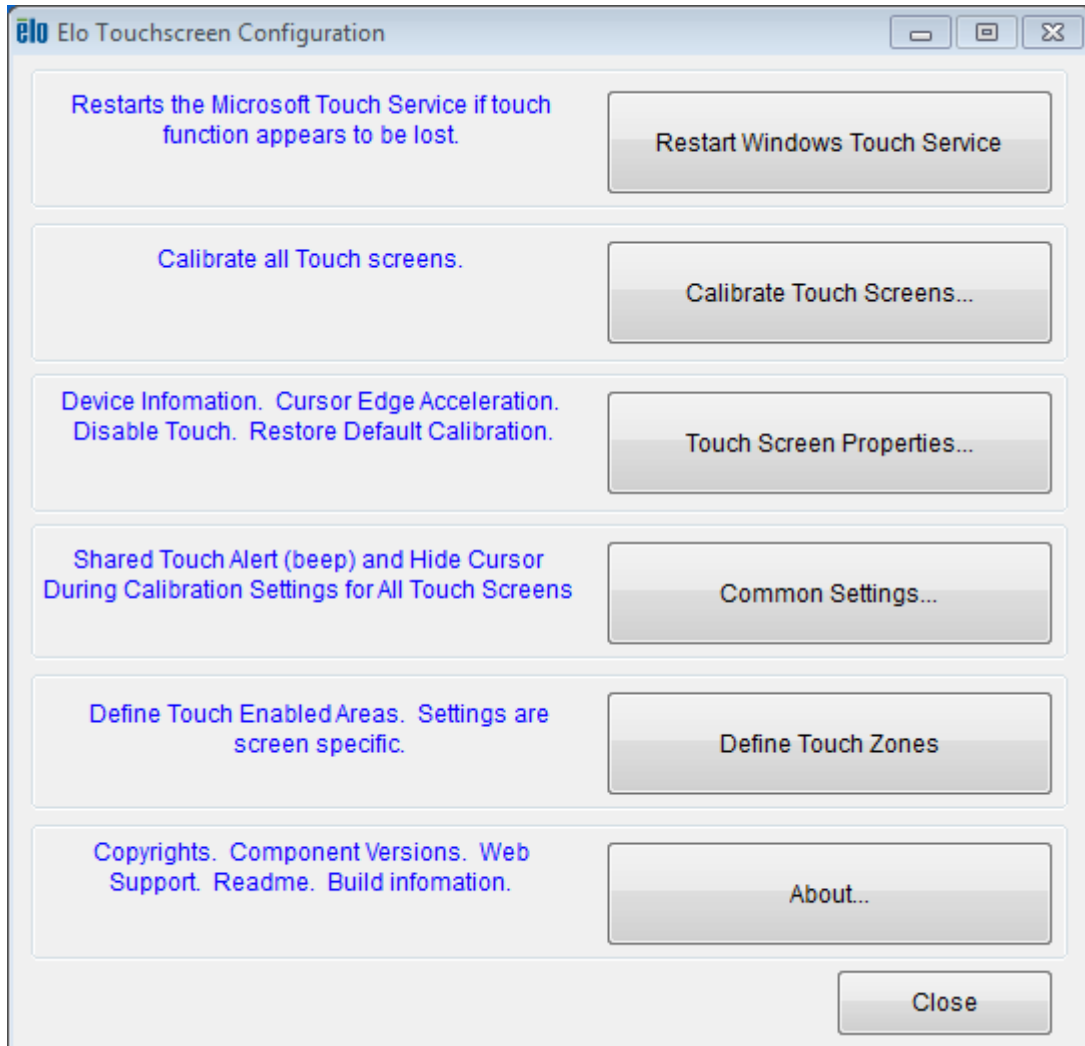 elo Elo Touchscreen Configuration
Restarts the Microsoft Touch Service if touch
function appears to be lost.
Restart Windows Touch Service
Calibrate all Touch screens.
Calibrate Touch Screens...
Device Infomation.  Cursor Edge Acceleration.
Disable Touch.  Restore Default Calibration.
Touch Screen Properties...
Shared Touch Alert (beep) and Hide Cursor
During Calibration Settings for All Touch Screens
Common Settings...
Define Touch Enabled Areas.  Settings are
screen specific.
Define Touch Zones
Copyrights.  Component Versions.  Web
Support.  Readme.  Build infomation.
About...
Close